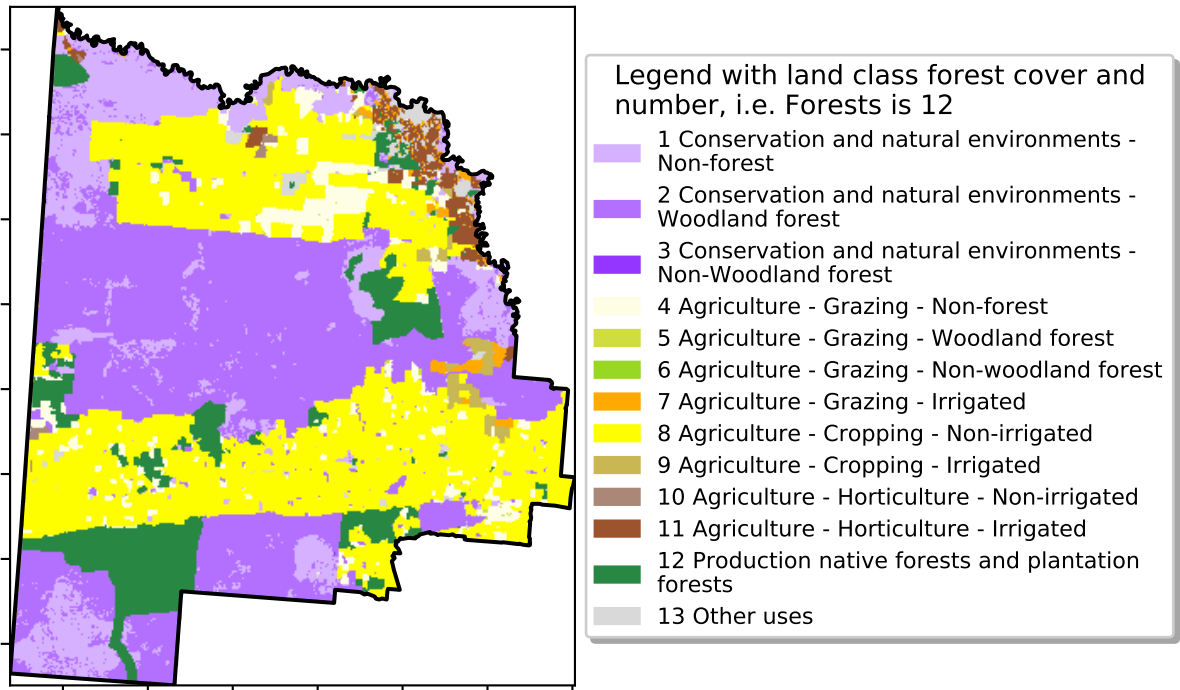 Legend with land class forest cover and
number, i.e. Forests is 12
1 Conservation and natural environments -
Non-forest
2 Conservation and natural environments -
Woodland forest
3 Conservation and natural environments -
Non-Woodland forest
4 Agriculture - Grazing - Non-forest
5 Agriculture - Grazing - Woodland forest
6 Agriculture - Grazing - Non-woodland forest
7 Agriculture - Grazing - Irrigated
8 Agriculture - Cropping - Non-irrigated
9 Agriculture - Cropping - Irrigated
10 Agriculture - Horticulture - Non-irrigated
11 Agriculture - Horticulture - Irrigated
12 Production native forests and plantation
forests
13 Other uses